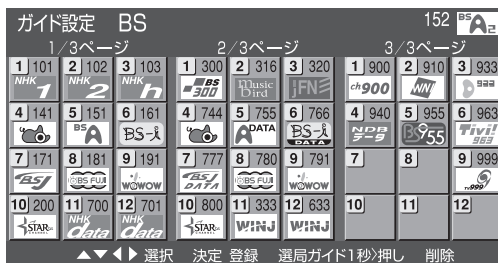 ガイド設定 BS 152 BS A2
1/3ページ 2/3ページ 3/3ページ
1 101 2 102 3 103 1 300 2 316 3 320 1 900 2 910 3 933
NHK 1 NHK 2 NHK h BS 300 Music Bird JFN ch900 WNI 933
4 141 5 151 6 161 4 744 5 755 6 766 4 940 5 955 6 963
BS A BS-i A DATA BS-i DATA NDB データ BS 955 Tivi! 963
7 171 8 181 9 191 7 777 8 780 9 791 7 8 9 999
BSJ BS FUJI WOWOW BSJ DATA BS FUJI WOWOW TV999
10 200 11 700 12 701 10 800 11 333 12 633 10 11 12
STAR NHK data NHK data STAR WINJ WINJ
▲▼◀▶ 選択 決定 登録 選局ガイド1秒〉押し 削除